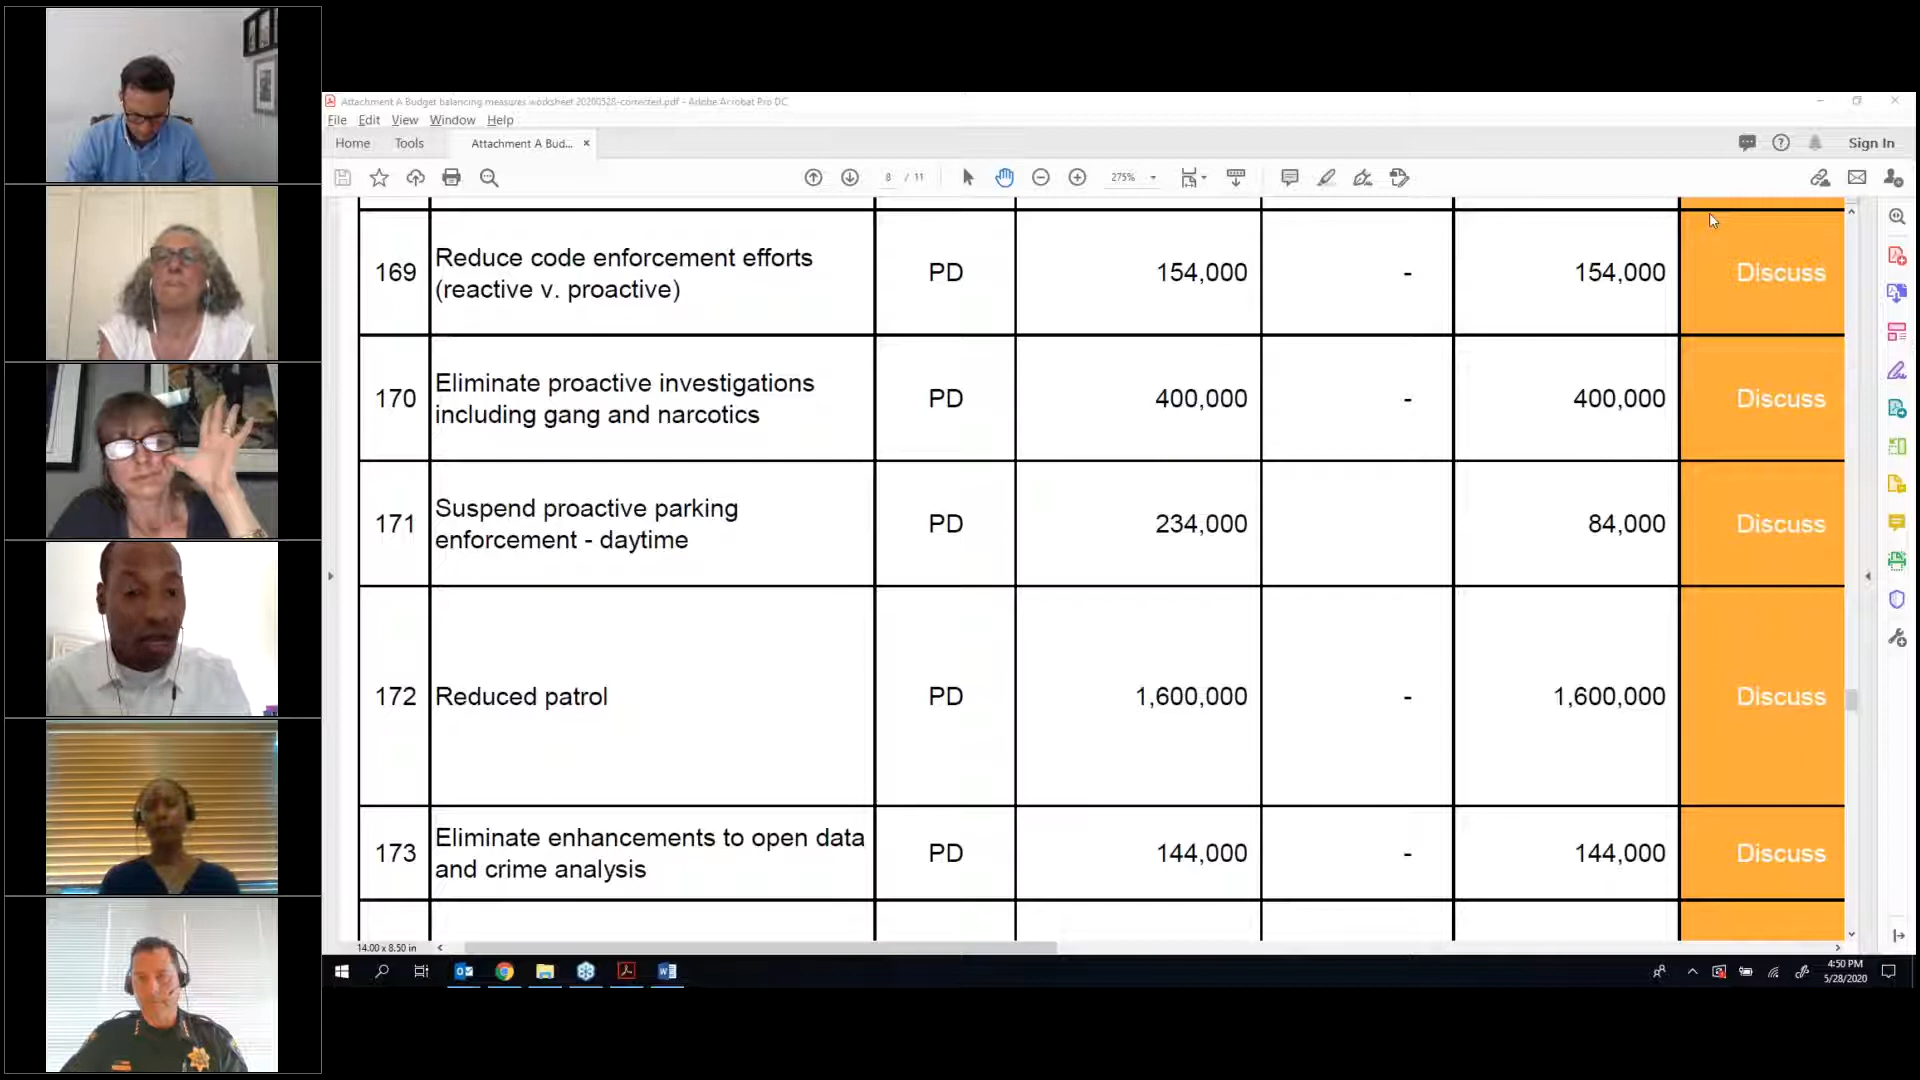 Attachment A Budget balancing measures worksheet 20200528-corrected.pdf - Adobe Acrobat Pro DC
File Edit View Window Help
Home Tools Attachment A Bud... × Sign In
8 / 11 275%
169 Reduce code enforcement efforts PD 154,000 - 154,000 Discuss
(reactive v. proactive)
170 Eliminate proactive investigations PD 400,000 - 400,000 Discuss
including gang and narcotics
171 Suspend proactive parking PD 234,000 84,000 Discuss
enforcement - daytime
172 Reduced patrol PD 1,600,000 - 1,600,000 Discuss
173 Eliminate enhancements to open data PD 144,000 - 144,000 Discuss
and crime analysis
14.00 x 8.50 in
4:50 PM
5/28/2020